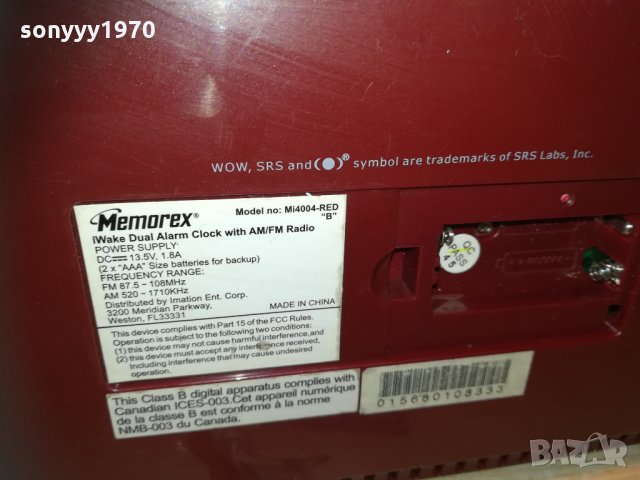 sonyyy1970
WOW, SRS and (●)® symbol are trademarks of SRS Labs, Inc.
Memorex®
Model no: Mi4004-RED
"B"
iWake Dual Alarm Clock with AM/FM Radio
POWER SUPPLY:
DC 13.5V, 1.8A
(2 x "AAA" Size batteries for backup)
FREQUENCY RANGE:
FM 87.5 ~ 108MHz
AM 520 ~ 1710KHz
Distributed by Imation Ent. Corp.
3200 Meridian Parkway,
Weston, FL33331
MADE IN CHINA
This device complies with Part 15 of the FCC Rules.
Operation is subject to the following two conditions:
(1) this device may not cause harmful interference, and
(2) this device must accept any interference received,
Including interference that may cause undesired
operation.
This Class B digital apparatus complies with
Canadian ICES-003.Cet appareil numérique
de la classe B est conforme à la norme
NMB-003 du Canada.
015680108333
QC
PASS
45
BAZAR.BG